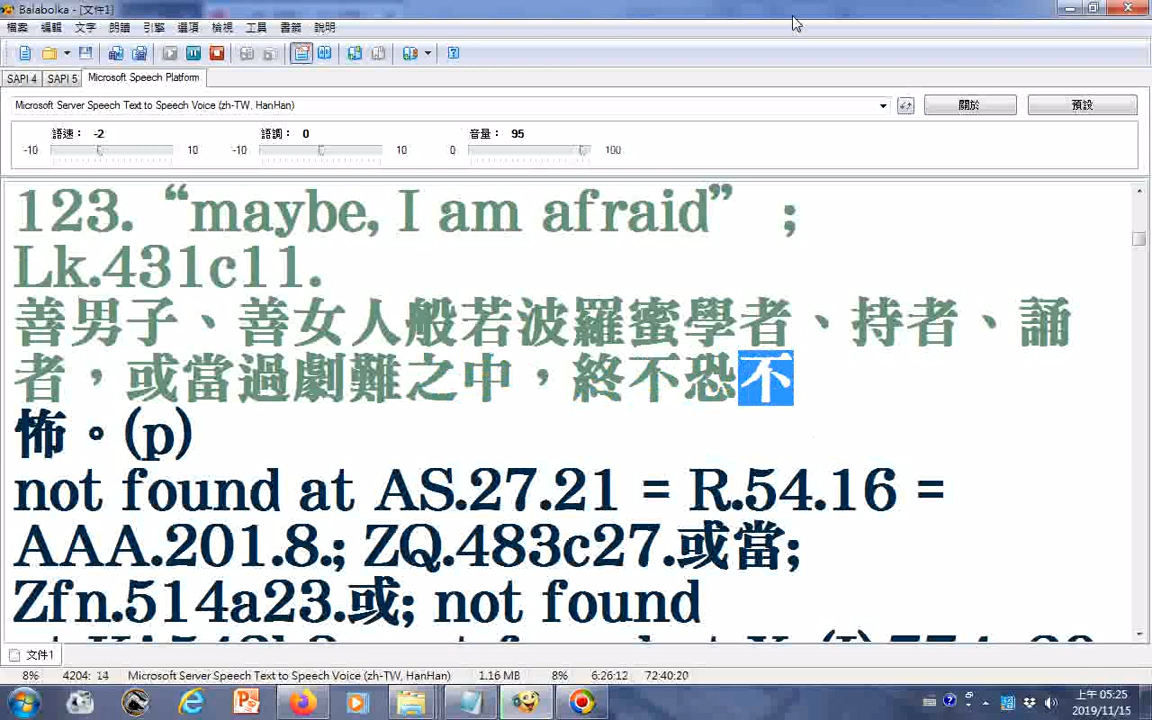 Balabolka - [文件1]
檔案 編輯 文字 朗讀 引擎 選項 檢視 工具 書籤 說明
SAPI 4 SAPI 5 Microsoft Speech Platform
Microsoft Server Speech Text to Speech Voice (zh-TW, HanHan) 關於 預設
語速： -2 語調： 0 音量： 95
-10 10 -10 10 0 100
123.“maybe, I am afraid” ;
Lk.431c11.
善男子、善女人般若波羅蜜學者、持者、誦
者，或當過劇難之中，終不恐不
怖。(p)
not found at AS.27.21 = R.54.16 =
AAA.201.8.; ZQ.483c27.或當;
Zfn.514a23.或; not found
文件1
8% 4204: 14 Microsoft Server Speech Text to Speech Voice (zh-TW, HanHan) 1.16 MB 8% 6:26:12 72:40:20
上午 05:25
2019/11/15